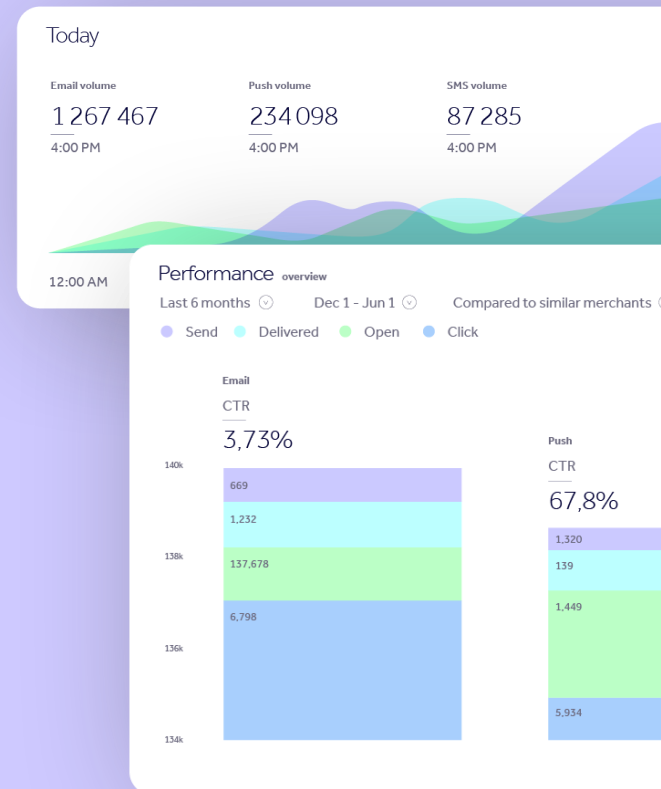 Today
Email volume
Push volume
SMS volume
1 267 467
234 098
87 285
4:00 PM
4:00 PM
4:00 PM
12:00 AM
Performance overview
Last 6 months
Dec 1 - Jun 1
Compared to similar merchants
Send
Delivered
Open
Click
Email
CTR
3,73%
Push
CTR
67,8%
140k
138k
136k
134k
669
1,232
137,678
6,798
1,320
139
1,449
5,934